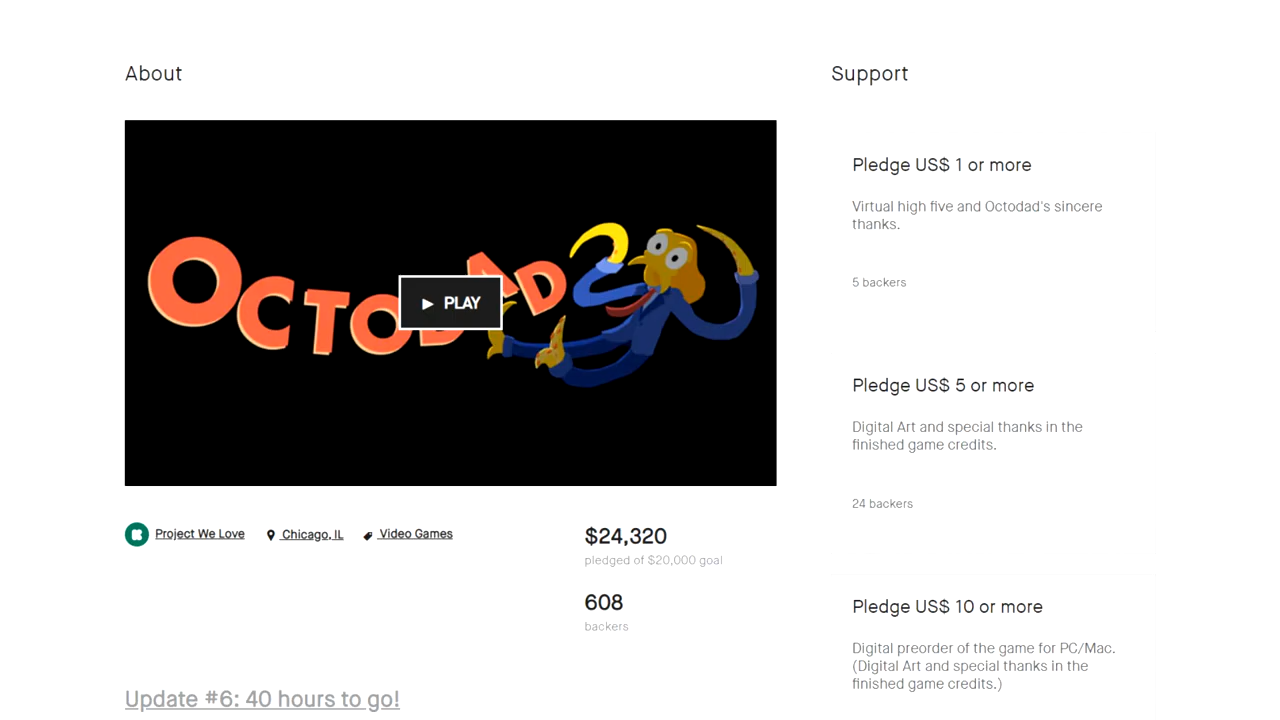 About
OCTODAD 2
PLAY
Project We Love
Chicago, IL
Video Games
$24,320
pledged of $20,000 goal
608
backers
Update #6: 40 hours to go!
Support
Pledge US$ 1 or more
Virtual high five and Octodad's sincere
thanks.
5 backers
Pledge US$ 5 or more
Digital Art and special thanks in the
finished game credits.
24 backers
Pledge US$ 10 or more
Digital preorder of the game for PC/Mac.
(Digital Art and special thanks in the
finished game credits.)